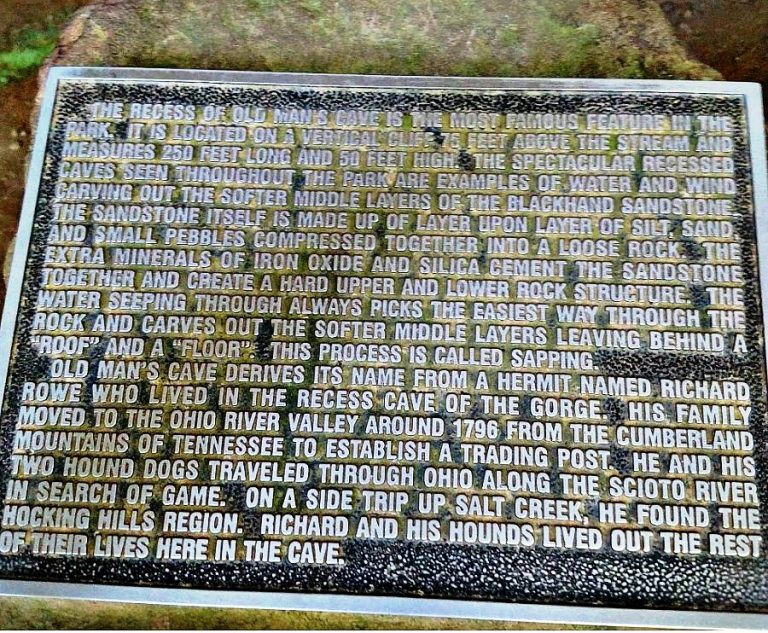 THE RECESS OF OLD MAN'S CAVE IS THE MOST FAMOUS FEATURE IN THE
PARK. IT IS LOCATED ON A VERTICAL CLIFF 75 FEET ABOVE THE STREAM AND
MEASURES 250 FEET LONG AND 50 FEET HIGH. THE SPECTACULAR RECESSED
CAVES SEEN THROUGHOUT THE PARK ARE EXAMPLES OF WATER AND WIND
CARVING OUT THE SOFTER MIDDLE LAYERS OF THE BLACKHAND SANDSTONE.
THE SANDSTONE ITSELF IS MADE UP OF LAYER UPON LAYER OF SILT, SAND
AND SMALL PEBBLES COMPRESSED TOGETHER INTO A LOOSE ROCK. THE
EXTRA MINERALS OF IRON OXIDE AND SILICA CEMENT THE SANDSTONE
TOGETHER AND CREATE A HARD UPPER AND LOWER ROCK STRUCTURE. THE
WATER SEEPING THROUGH ALWAYS PICKS THE EASIEST WAY THROUGH THE
ROCK AND CARVES OUT THE SOFTER MIDDLE LAYERS LEAVING BEHIND A
"ROOF" AND A "FLOOR". THIS PROCESS IS CALLED SAPPING.
OLD MAN'S CAVE DERIVES ITS NAME FROM A HERMIT NAMED RICHARD
ROWE WHO LIVED IN THE RECESS CAVE OF THE GORGE. HIS FAMILY
MOVED TO THE OHIO RIVER VALLEY AROUND 1796 FROM THE CUMBERLAND
MOUNTAINS OF TENNESSEE TO ESTABLISH A TRADING POST. HE AND HIS
TWO HOUND DOGS TRAVELED THROUGH OHIO ALONG THE SCIOTO RIVER
IN SEARCH OF GAME. ON A SIDE TRIP UP SALT CREEK, HE FOUND THE
HOCKING HILLS REGION. RICHARD AND HIS HOUNDS LIVED OUT THE REST
OF THEIR LIVES HERE IN THE CAVE.